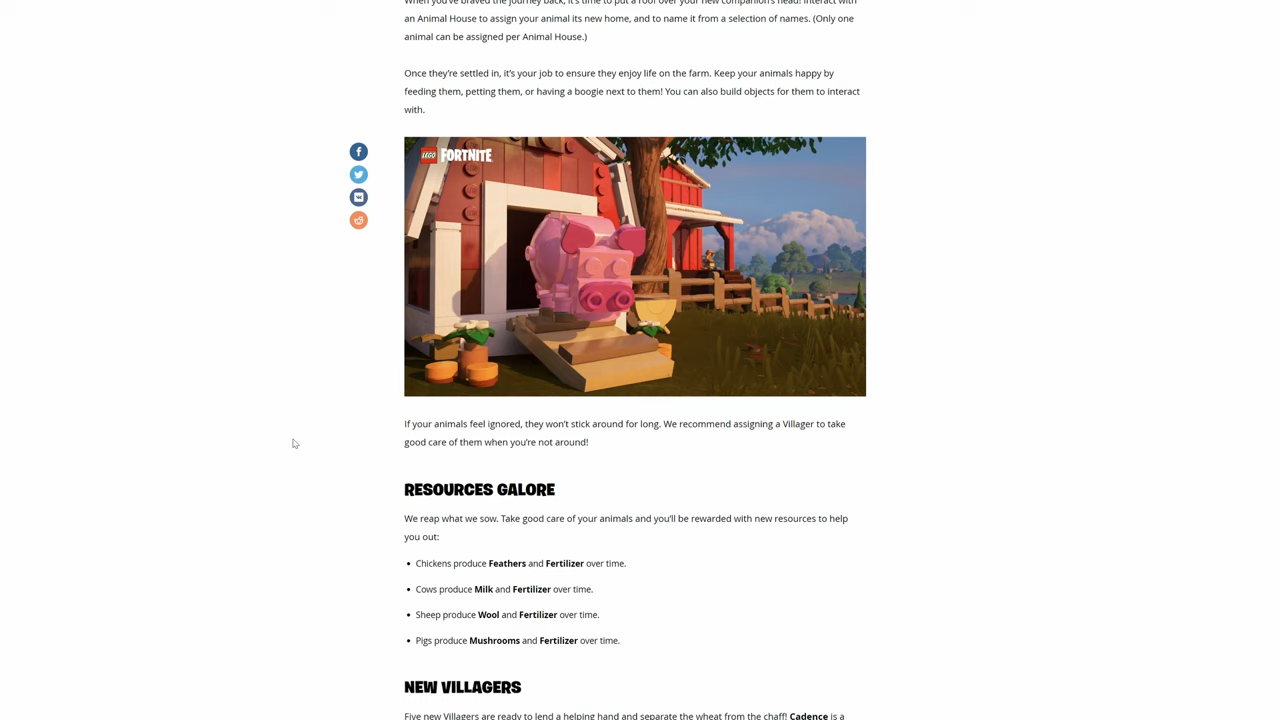 When you've braved the journey back, it's time to put a roof over your new companion's head! Interact with
an Animal House to assign your animal its new home, and to name it from a selection of names. (Only one
animal can be assigned per Animal House.)
Once they're settled in, it's your job to ensure they enjoy life on the farm. Keep your animals happy by
feeding them, petting them, or having a boogie next to them! You can also build objects for them to interact
with.
LEGO FORTNITE
If your animals feel ignored, they won't stick around for long. We recommend assigning a Villager to take
good care of them when you're not around!
RESOURCES GALORE
We reap what we sow. Take good care of your animals and you'll be rewarded with new resources to help
you out:
• Chickens produce Feathers and Fertilizer over time.
• Cows produce Milk and Fertilizer over time.
• Sheep produce Wool and Fertilizer over time.
• Pigs produce Mushrooms and Fertilizer over time.
NEW VILLAGERS
Five new Villagers are ready to lend a helping hand and separate the wheat from the chaff! Cadence is a